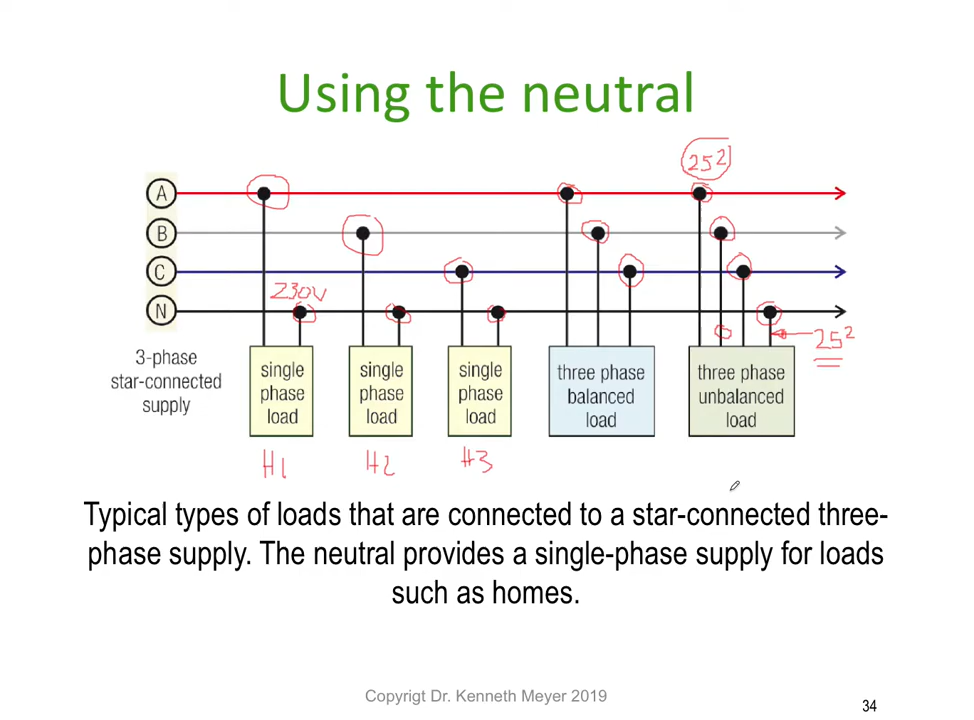 Using the neutral
25²
A
B
C
230V
N
25²
3-phase
star-connected
supply
single
phase
load
single
phase
load
single
phase
load
three phase
balanced
load
three phase
unbalanced
load
H1
H2
H3
Typical types of loads that are connected to a star-connected three-
phase supply. The neutral provides a single-phase supply for loads
such as homes.
Copyrigt Dr. Kenneth Meyer 2019
34